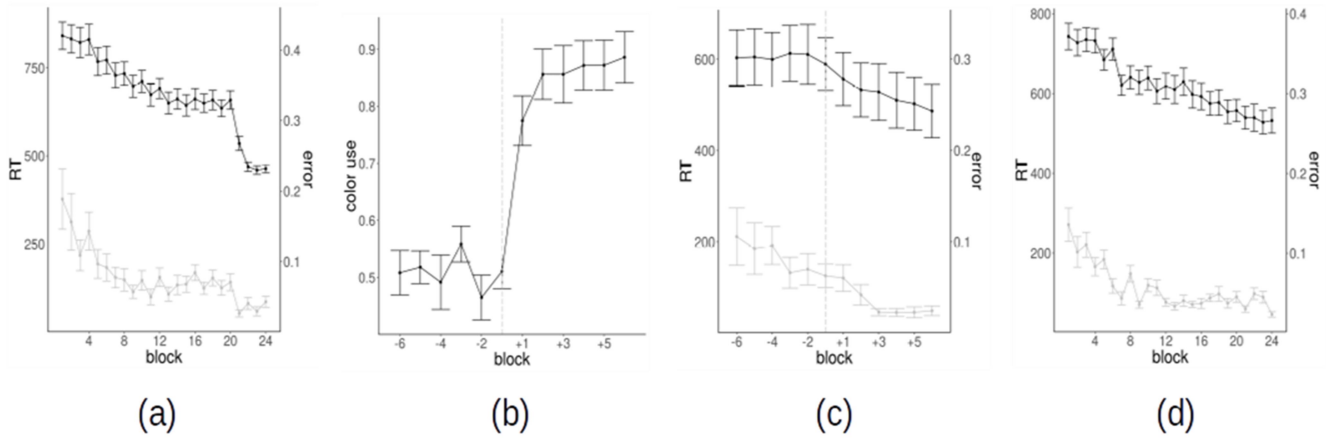 750
500
250
RT
0.4
0.3
0.2
0.1
error
4 8 12 16 20 24
block
(a)
0.9
0.8
0.7
0.6
0.5
color use
-6 -4 -2 +1 +3 +5
block
(b)
600
400
200
RT
0.3
0.2
0.1
error
-6 -4 -2 +1 +3 +5
block
(c)
800
600
400
200
RT
0.4
0.3
0.2
0.1
error
4 8 12 16 20 24
block
(d)